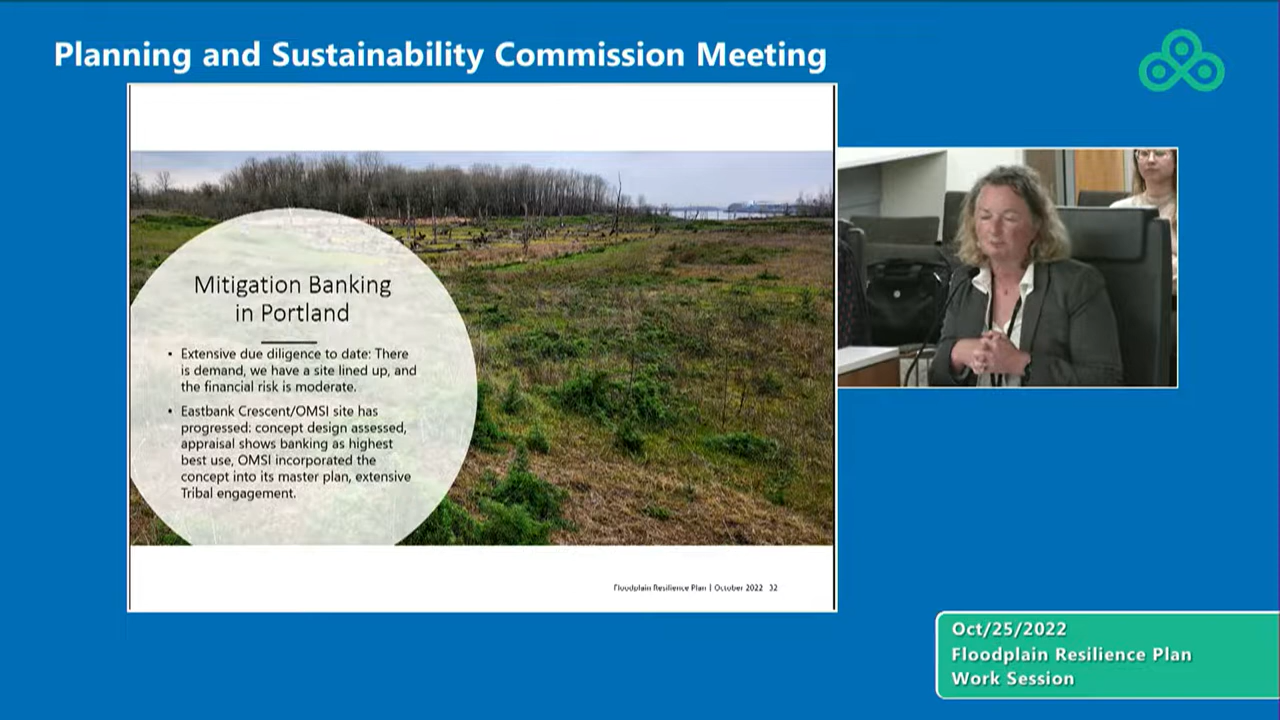 Planning and Sustainability Commission Meeting
Mitigation Banking
in Portland
• Extensive due diligence to date: There
is demand, we have a site lined up, and
the financial risk is moderate.
• Eastbank Crescent/OMSI site has
progressed: concept design assessed,
appraisal shows banking as highest
best use, OMSI incorporated the
concept into its master plan, extensive
Tribal engagement.
Floodplain Resilience Plan | October 2022 32
Oct/25/2022
Floodplain Resilience Plan
Work Session